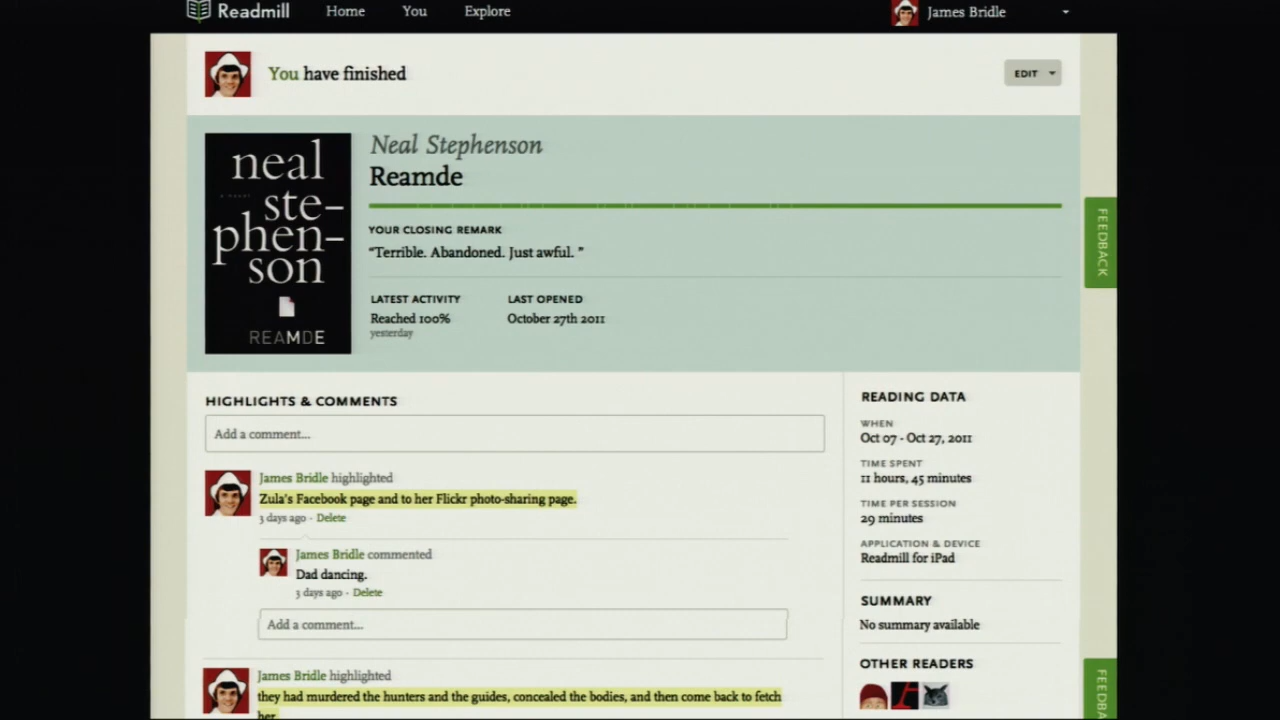 Readmill
Home You Explore
James Bridle
You have finished
EDIT
neal
ste-
phen-
son
REAMDE
Neal Stephenson
Reamde
YOUR CLOSING REMARK
“Terrible. Abandoned. Just awful. ”
LATEST ACTIVITY
Reached 100%
yesterday
LAST OPENED
October 27th 2011
FEEDBACK
HIGHLIGHTS & COMMENTS
Add a comment...
James Bridle highlighted
Zula's Facebook page and to her Flickr photo-sharing page.
3 days ago · Delete
James Bridle commented
Dad dancing.
3 days ago · Delete
Add a comment...
James Bridle highlighted
they had murdered the hunters and the guides, concealed the bodies, and then come back to fetch
her.
READING DATA
WHEN
Oct 07 - Oct 27, 2011
TIME SPENT
11 hours, 45 minutes
TIME PER SESSION
29 minutes
APPLICATION & DEVICE
Readmill for iPad
SUMMARY
No summary available
OTHER READERS
FEEDBA